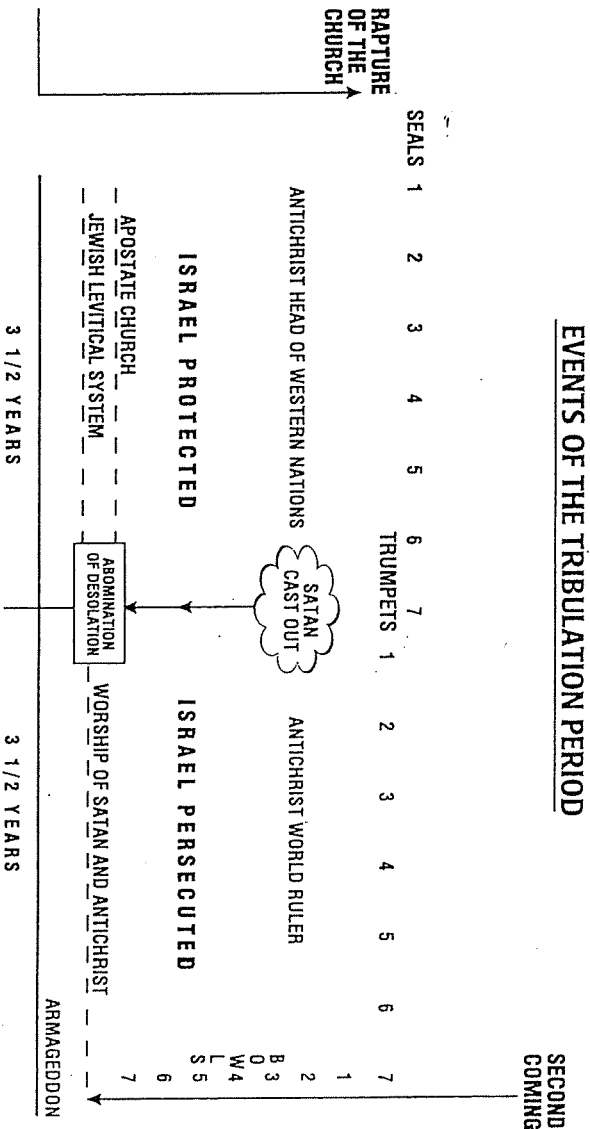 EVENTS OF THE TRIBULATION PERIOD
RAPTURE
OF THE
CHURCH
SECOND
COMING
SEALS 1 2 3 4 5 6 7
TRUMPETS 1 2 3 4 5 6 7
ANTICHRIST HEAD OF WESTERN NATIONS
SATAN
CAST OUT
ANTICHRIST WORLD RULER
BOWLS
1
2
3
4
5
6
7
ISRAEL PROTECTED
ISRAEL PERSECUTED
APOSTATE CHURCH
JEWISH LEVITICAL SYSTEM
ABOMINATION
OF DESOLATION
WORSHIP OF SATAN AND ANTICHRIST
ARMAGEDDON
3 1/2 YEARS
3 1/2 YEARS